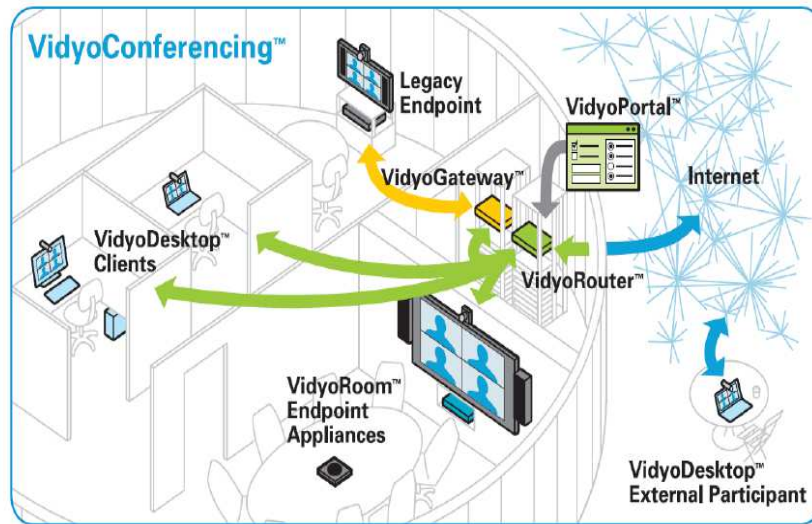 VidyoConferencing™
Legacy
Endpoint
VidyoPortal™
VidyoGateway™
Internet
VidyoDesktop™
Clients
VidyoRouter™
VidyoRoom™
Endpoint
Appliances
VidyoDesktop™
External Participant